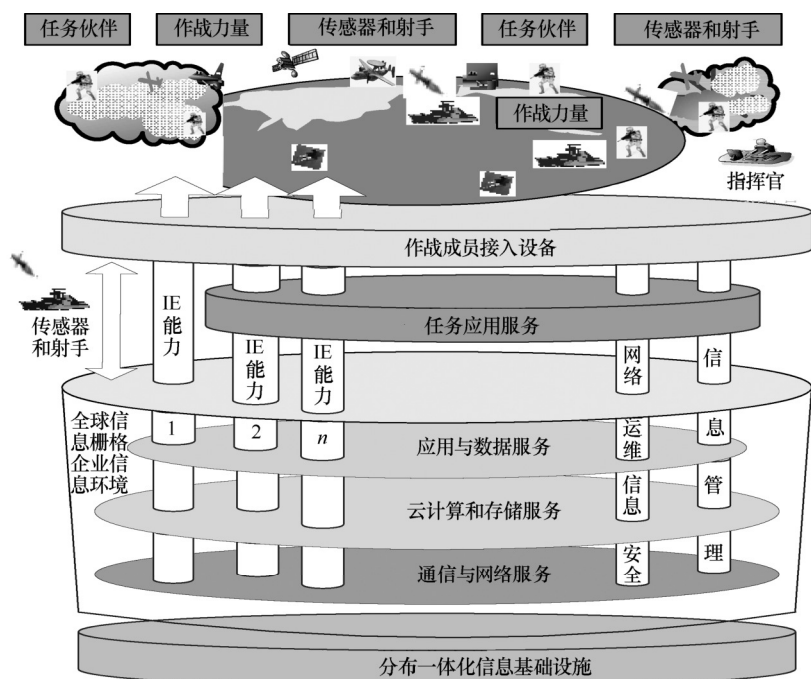 任务伙伴
作战力量
传感器和射手
任务伙伴
传感器和射手
作战力量
指挥官
作战成员接入设备
传感器
和射手
IE
能
力
1
IE
能
力
2
IE
能
力
n
任务应用服务
网
络
运
维
信
息
安
全
信
息
管
理
全球信
息栅格
企业信
息环境
应用与数据服务
云计算和存储服务
通信与网络服务
分布一体化信息基础设施